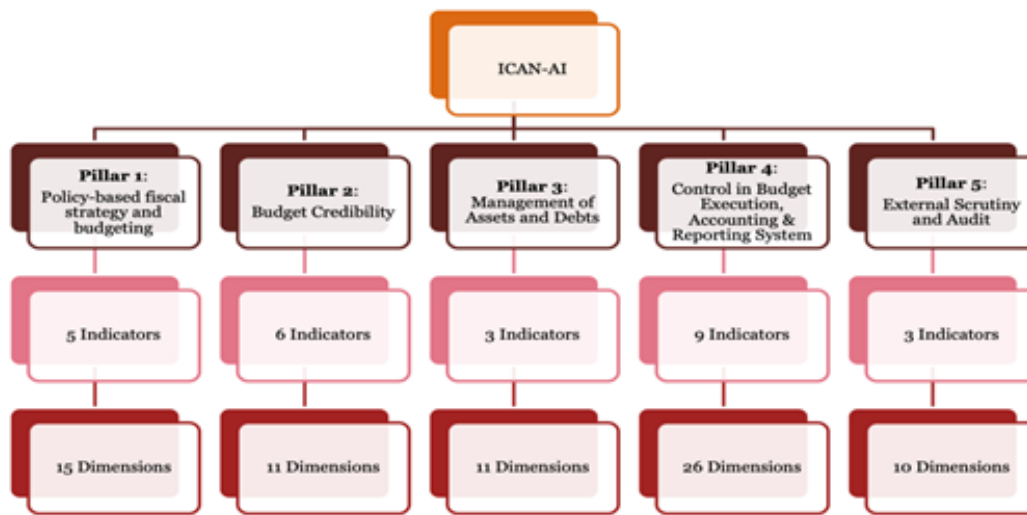 ICAN-AI
Pillar 1:
Policy-based fiscal
strategy and
budgeting
Pillar 2:
Budget Credibility
Pillar 3:
Management of
Assets and Debts
Pillar 4:
Control in Budget
Execution,
Accounting &
Reporting System
Pillar 5:
External Scrutiny
and Audit
5 Indicators
6 Indicators
3 Indicators
9 Indicators
3 Indicators
15 Dimensions
11 Dimensions
11 Dimensions
26 Dimensions
10 Dimensions